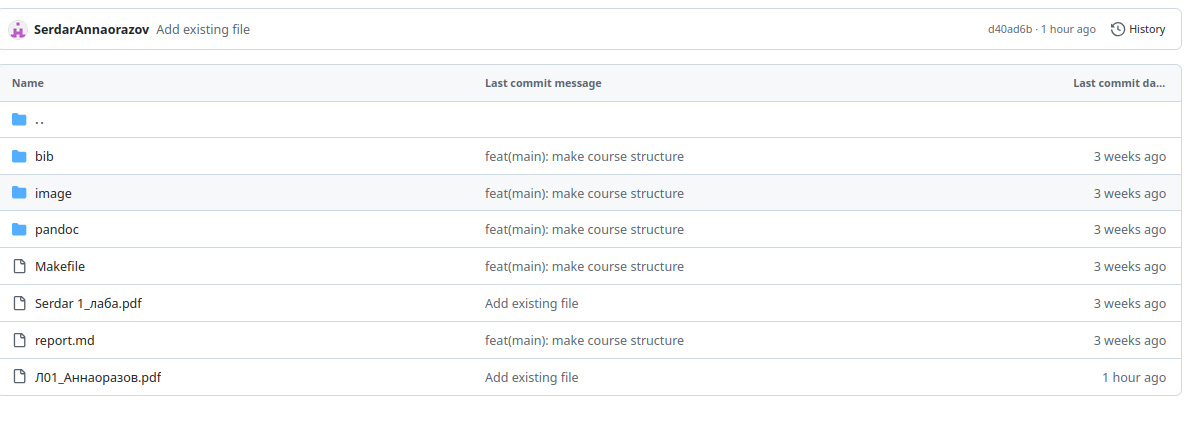 SerdarAnnaorazov Add existing file d40ad6b · 1 hour ago History
Name Last commit message Last commit da...
..
bib feat(main): make course structure 3 weeks ago
image feat(main): make course structure 3 weeks ago
pandoc feat(main): make course structure 3 weeks ago
Makefile feat(main): make course structure 3 weeks ago
Serdar 1_лаба.pdf Add existing file 3 weeks ago
report.md feat(main): make course structure 3 weeks ago
Л01_Аннаоразов.pdf Add existing file 1 hour ago